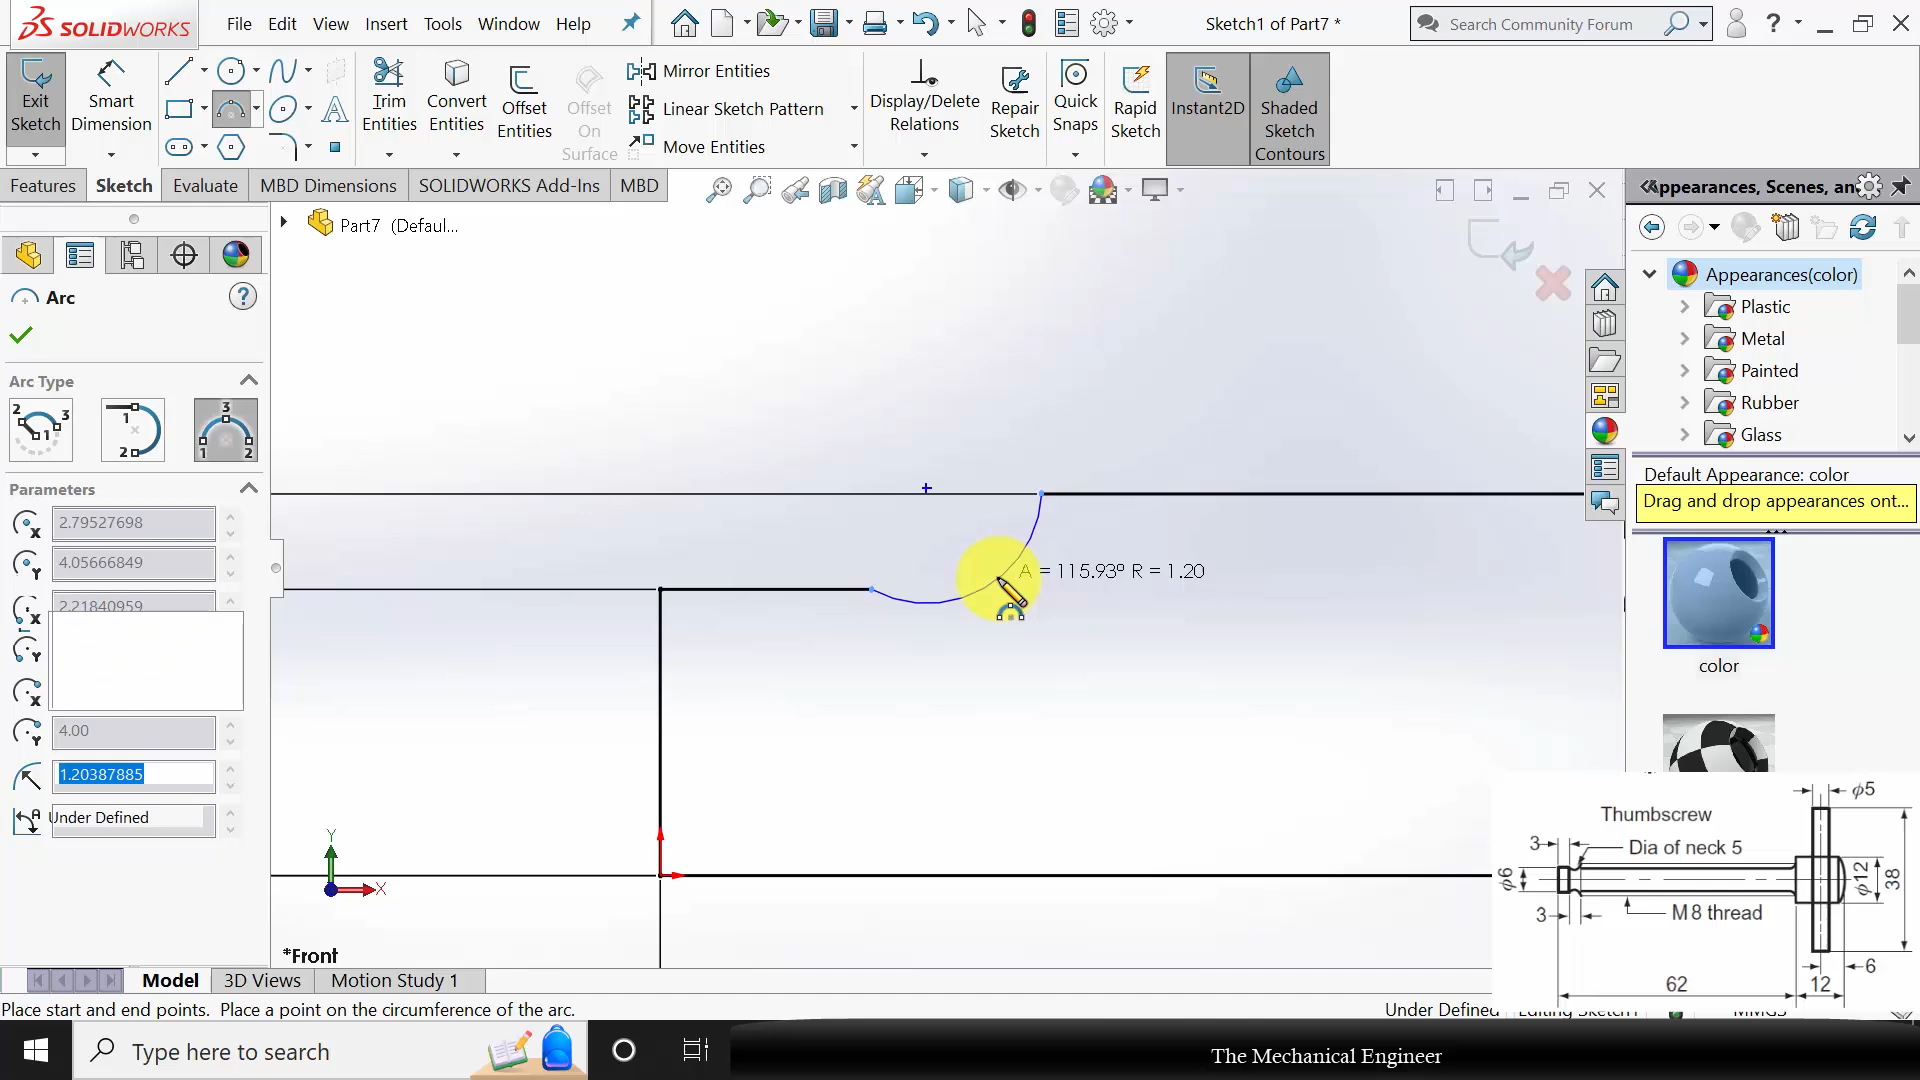 SOLIDWORKS
File Edit View Insert Tools Window Help
Sketch1 of Part7 *
Search Community Forum
Exit Sketch
Smart Dimension
Trim Entities
Convert Entities
Offset Entities
Offset On Surface
Mirror Entities
Linear Sketch Pattern
Move Entities
Display/Delete Relations
Repair Sketch
Quick Snaps
Rapid Sketch
Instant2D
Shaded Sketch Contours
Features Sketch Evaluate MBD Dimensions SOLIDWORKS Add-Ins MBD
Part7 (Defaul...
Arc
Arc Type
Parameters
2.79527698
4.05666849
2.21840959
4.00
1.20387885
Under Defined
A = 115.93° R = 1.20
Y
X
*Front
Appearances, Scenes, an
Appearances(color)
Plastic
Metal
Painted
Rubber
Glass
Default Appearance: color
Drag and drop appearances ont...
color
Thumbscrew
ϕ5
3
Dia of neck 5
ϕ6
ϕ12
38
3
M 8 thread
6
62
12
Model 3D Views Motion Study 1
Place start and end points. Place a point on the circumference of the arc.
Under Defined
Type here to search
The Mechanical Engineer